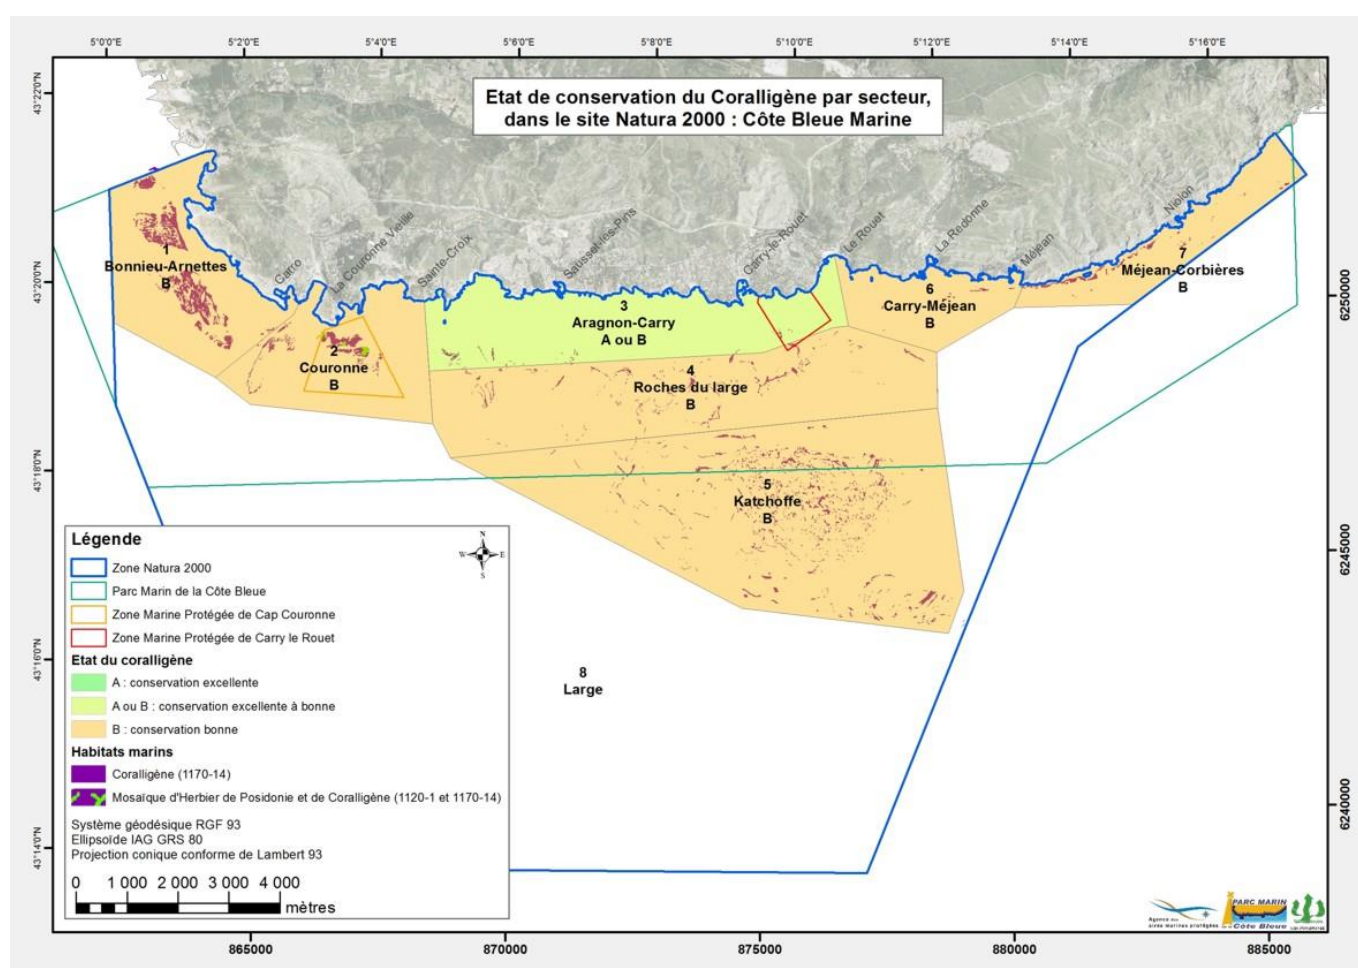 5°0'0"E
5°2'0"E
5°4'0"E
5°6'0"E
5°8'0"E
5°10'0"E
5°12'0"E
5°14'0"E
5°16'0"E
43°22'0"N
43°20'0"N
43°18'0"N
43°16'0"N
43°14'0"N
Etat de conservation du Coralligène par secteur,
dans le site Natura 2000 : Côte Bleue Marine
Carro
La Couronne Vieille
Sainte-Croix
Sausset-les-Pins
Carry-le-Rouet
Le Rouet
La Redonne
Méjean
Niolon
1
Bonnieu-Arnettes
B
2
Couronne
B
3
Aragnon-Carry
A ou B
4
Roches du large
B
5
Katchoffe
B
6
Carry-Méjean
B
7
Méjean-Corbières
B
8
Large
6250000
6245000
6240000
Légende
N
W
E
S
Zone Natura 2000
Parc Marin de la Côte Bleue
Zone Marine Protégée de Cap Couronne
Zone Marine Protégée de Carry le Rouet
Etat du coralligène
A : conservation excellente
A ou B : conservation excellente à bonne
B : conservation bonne
Habitats marins
Coralligène (1170-14)
Mosaïque d'Herbier de Posidonie et de Coralligène (1120-1 et 1170-14)
Système géodésique RGF 93
Ellipsoïde IAG GRS 80
Projection conique conforme de Lambert 93
0 1 000 2 000 3 000 4 000
mètres
Agence des
aires marines protégées
PARC MARIN
Côte Bleue
865000
870000
875000
880000
885000